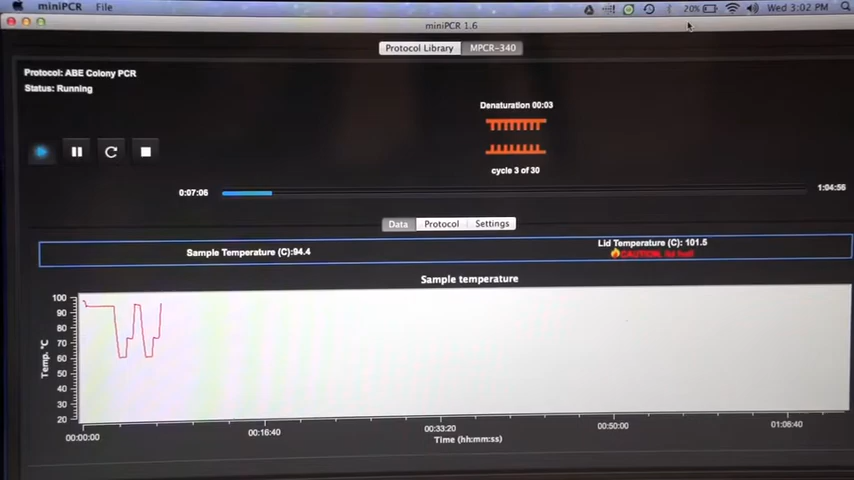 miniPCR File 20% Wed 3:02 PM
miniPCR 1.6
Protocol Library MPCR-340
Protocol: ABE Colony PCR
Status: Running
Denaturation 00:03
cycle 3 of 30
0:07:06 1:04:56
Data Protocol Settings
Sample Temperature (C):94.4
Lid Temperature (C): 101.5
CAUTION, lid hot!
Sample temperature
100
90
80
70
60
50
40
30
20
Temp. °C
00:00:00 00:16:40 00:33:20 00:50:00 01:06:40
Time (hh:mm:ss)